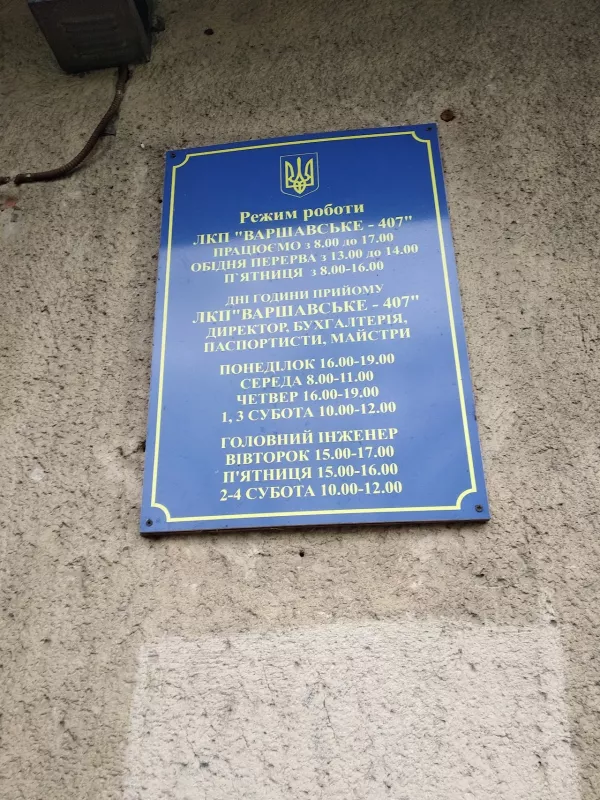 Режим роботи
ЛКП "ВАРШАВСЬКЕ - 407"
ПРАЦЮЄМО з 8.00 до 17.00
ОБІДНЯ ПЕРЕРВА з 13.00 до 14.00
П'ЯТНИЦЯ з 8.00-16.00
ДНІ ГОДИНИ ПРИЙОМУ
ЛКП"ВАРШАВСЬКЕ - 407"
ДИРЕКТОР, БУХГАЛТЕРІЯ,
ПАСПОРТИСТИ, МАЙСТРИ
ПОНЕДІЛОК 16.00-19.00
СЕРЕДА 8.00-11.00
ЧЕТВЕР 16.00-19.00
1, 3 СУБОТА 10.00-12.00
ГОЛОВНИЙ ІНЖЕНЕР
ВІВТОРОК 15.00-17.00
П'ЯТНИЦЯ 15.00-16.00
2-4 СУБОТА 10.00-12.00